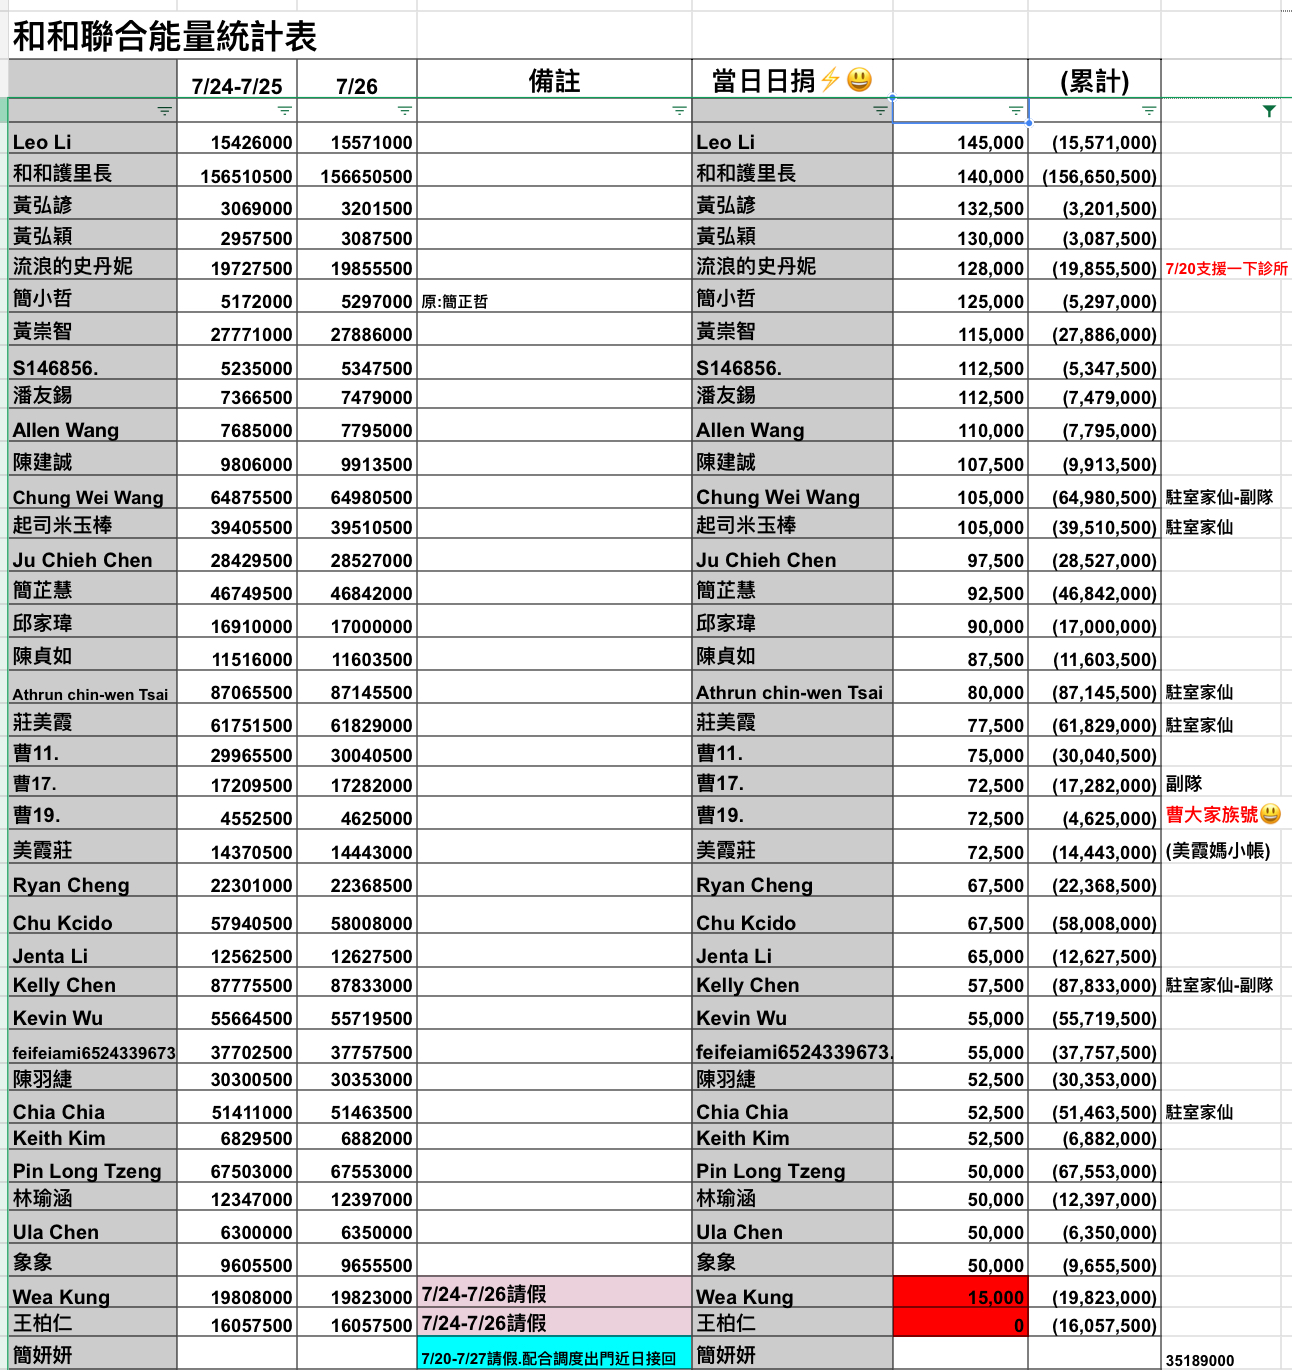 和和聯合能量統計表
7/24-7/25 7/26 備註 當日日捐⚡😃 (累計)
Leo Li 15426000 15571000 Leo Li 145,000 (15,571,000)
和和護里長 156510500 156650500 和和護里長 140,000 (156,650,500)
黃弘諺 3069000 3201500 黃弘諺 132,500 (3,201,500)
黃弘穎 2957500 3087500 黃弘穎 130,000 (3,087,500)
流浪的史丹妮 19727500 19855500 流浪的史丹妮 128,000 (19,855,500) 7/20支援一下診所
簡小哲 5172000 5297000 原:簡正哲 簡小哲 125,000 (5,297,000)
黃崇智 27771000 27886000 黃崇智 115,000 (27,886,000)
S146856. 5235000 5347500 S146856. 112,500 (5,347,500)
潘友錫 7366500 7479000 潘友錫 112,500 (7,479,000)
Allen Wang 7685000 7795000 Allen Wang 110,000 (7,795,000)
陳建誠 9806000 9913500 陳建誠 107,500 (9,913,500)
Chung Wei Wang 64875500 64980500 Chung Wei Wang 105,000 (64,980,500) 駐室家仙-副隊
起司米玉棒 39405500 39510500 起司米玉棒 105,000 (39,510,500) 駐室家仙
Ju Chieh Chen 28429500 28527000 Ju Chieh Chen 97,500 (28,527,000)
簡芷慧 46749500 46842000 簡芷慧 92,500 (46,842,000)
邱家瑋 16910000 17000000 邱家瑋 90,000 (17,000,000)
陳貞如 11516000 11603500 陳貞如 87,500 (11,603,500)
Athrun chin-wen Tsai 87065500 87145500 Athrun chin-wen Tsai 80,000 (87,145,500) 駐室家仙
莊美霞 61751500 61829000 莊美霞 77,500 (61,829,000) 駐室家仙
曹11. 29965500 30040500 曹11. 75,000 (30,040,500)
曹17. 17209500 17282000 曹17. 72,500 (17,282,000) 副隊
曹19. 4552500 4625000 曹19. 72,500 (4,625,000) 曹大家族號😃
美霞莊 14370500 14443000 美霞莊 72,500 (14,443,000) (美霞媽小帳)
Ryan Cheng 22301000 22368500 Ryan Cheng 67,500 (22,368,500)
Chu Kcido 57940500 58008000 Chu Kcido 67,500 (58,008,000)
Jenta Li 12562500 12627500 Jenta Li 65,000 (12,627,500)
Kelly Chen 87775500 87833000 Kelly Chen 57,500 (87,833,000) 駐室家仙-副隊
Kevin Wu 55664500 55719500 Kevin Wu 55,000 (55,719,500)
feifeiami6524339673 37702500 37757500 feifeiami6524339673. 55,000 (37,757,500)
陳羽緁 30300500 30353000 陳羽緁 52,500 (30,353,000)
Chia Chia 51411000 51463500 Chia Chia 52,500 (51,463,500) 駐室家仙
Keith Kim 6829500 6882000 Keith Kim 52,500 (6,882,000)
Pin Long Tzeng 67503000 67553000 Pin Long Tzeng 50,000 (67,553,000)
林瑜涵 12347000 12397000 林瑜涵 50,000 (12,397,000)
Ula Chen 6300000 6350000 Ula Chen 50,000 (6,350,000)
象象 9605500 9655500 象象 50,000 (9,655,500)
Wea Kung 19808000 19823000 7/24-7/26請假 Wea Kung 15,000 (19,823,000)
王柏仁 16057500 16057500 7/24-7/26請假 王柏仁 0 (16,057,500)
簡妍妍 7/20-7/27請假.配合調度出門近日接回 簡妍妍 35189000